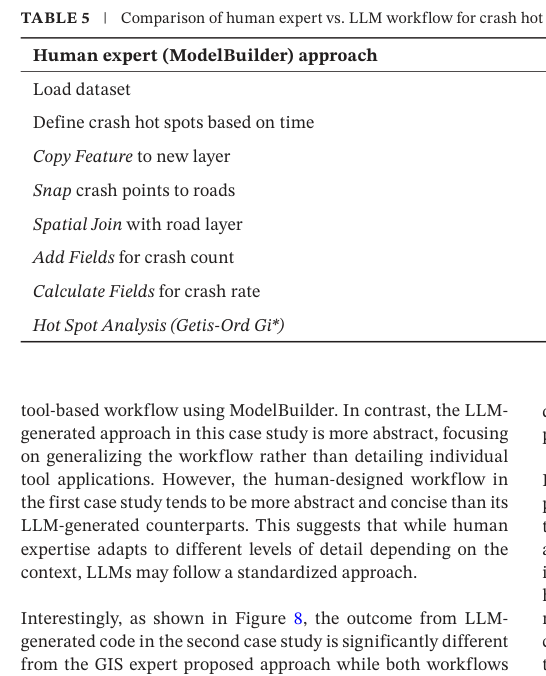 TABLE 5 | Comparison of human expert vs. LLM workflow for crash hot
Human expert (ModelBuilder) approach
Load dataset
Define crash hot spots based on time
Copy Feature to new layer
Snap crash points to roads
Spatial Join with road layer
Add Fields for crash count
Calculate Fields for crash rate
Hot Spot Analysis (Getis-Ord Gi*)
tool-based workflow using ModelBuilder. In contrast, the LLM-
generated approach in this case study is more abstract, focusing
on generalizing the workflow rather than detailing individual
tool applications. However, the human-designed workflow in
the first case study tends to be more abstract and concise than its
LLM-generated counterparts. This suggests that while human
expertise adapts to different levels of detail depending on the
context, LLMs may follow a standardized approach.
Interestingly, as shown in Figure 8, the outcome from LLM-
generated code in the second case study is significantly different
from the GIS expert proposed approach while both workflows